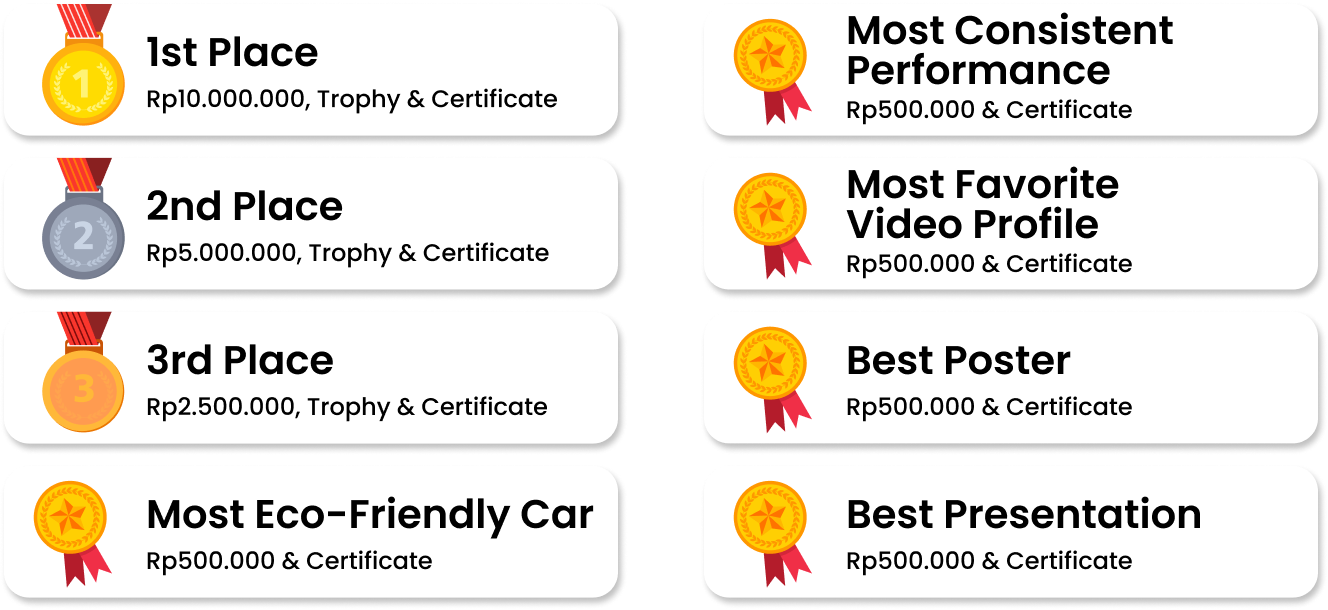 1
1st Place
Rp10.000.000, Trophy & Certificate
2
2nd Place
Rp5.000.000, Trophy & Certificate
3
3rd Place
Rp2.500.000, Trophy & Certificate
Most Eco-Friendly Car
Rp500.000 & Certificate
Most Consistent
Performance
Rp500.000 & Certificate
Most Favorite
Video Profile
Rp500.000 & Certificate
Best Poster
Rp500.000 & Certificate
Best Presentation
Rp500.000 & Certificate